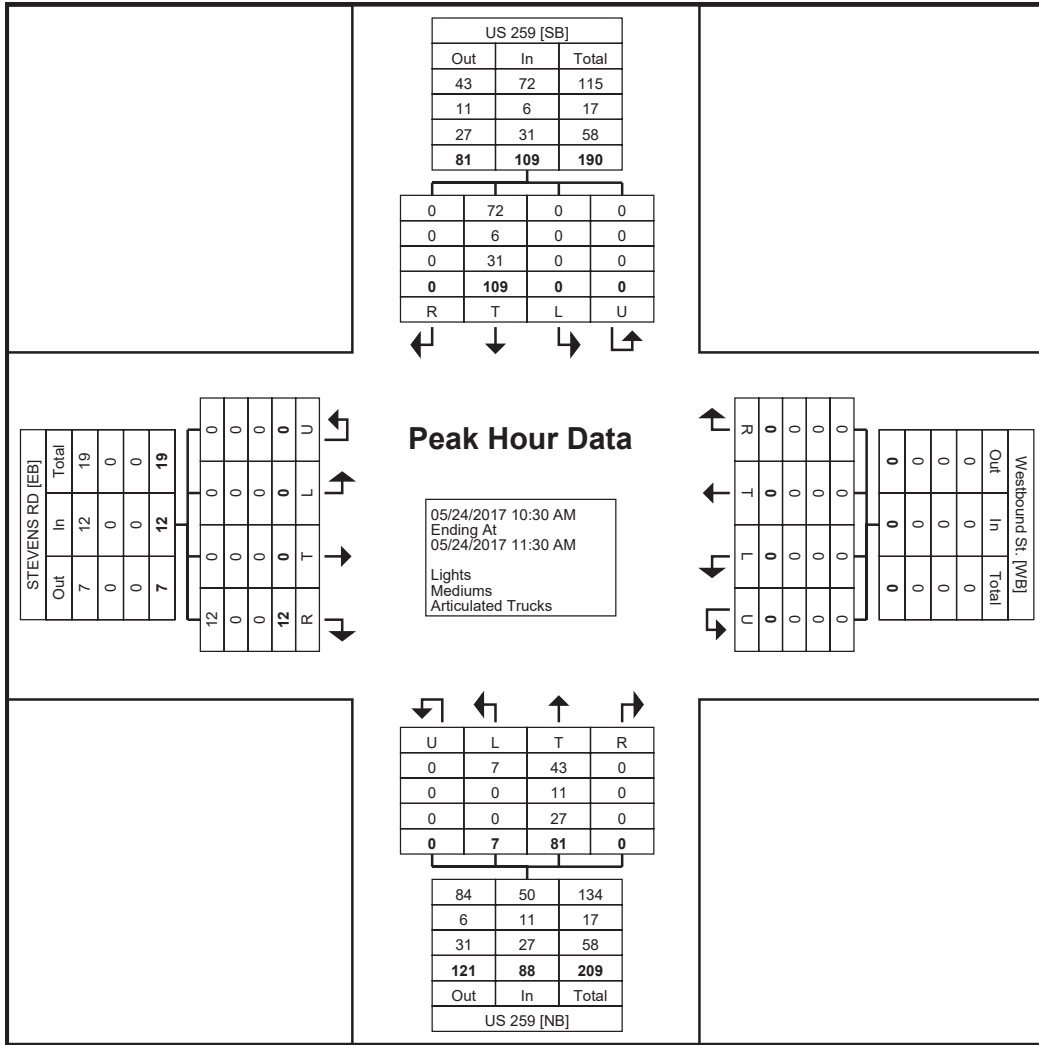 US 259 [SB]
Out In Total
43 72 115
11 6 17
27 31 58
81 109 190
0 72 0 0
0 6 0 0
0 31 0 0
0 109 0 0
R T L U
STEVENS RD [EB]
Total 19 0 0 19
In 12 0 0 12
Out 7 0 0 7
0 0 0 0 U
0 0 0 0 L
0 0 0 0 T
12 0 0 12 R
Peak Hour Data
05/24/2017 10:30 AM
Ending At
05/24/2017 11:30 AM
Lights
Mediums
Articulated Trucks
R 0 0 0 0
T 0 0 0 0
L 0 0 0 0
U 0 0 0 0
Out 0 0 0 0
In 0 0 0 0
Total 0 0 0 0
Westbound St. [WB]
U L T R
0 7 43 0
0 0 11 0
0 0 27 0
0 7 81 0
84 50 134
6 11 17
31 27 58
121 88 209
Out In Total
US 259 [NB]